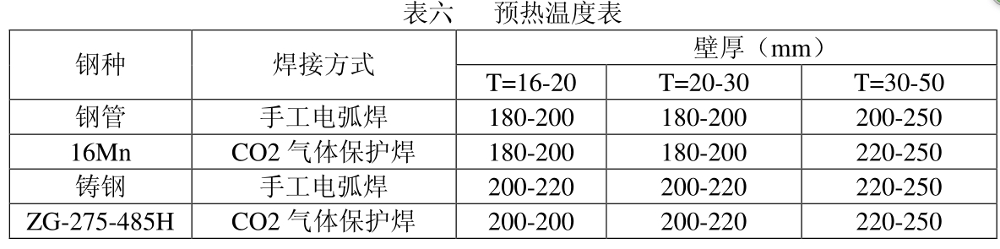 表六 预热温度表
钢种 焊接方式 壁厚（mm）
T=16-20 T=20-30 T=30-50
钢管 手工电弧焊 180-200 180-200 200-250
16Mn CO2 气体保护焊 180-200 180-200 220-250
铸钢 手工电弧焊 200-220 200-220 220-250
ZG-275-485H CO2 气体保护焊 200-200 200-220 220-250